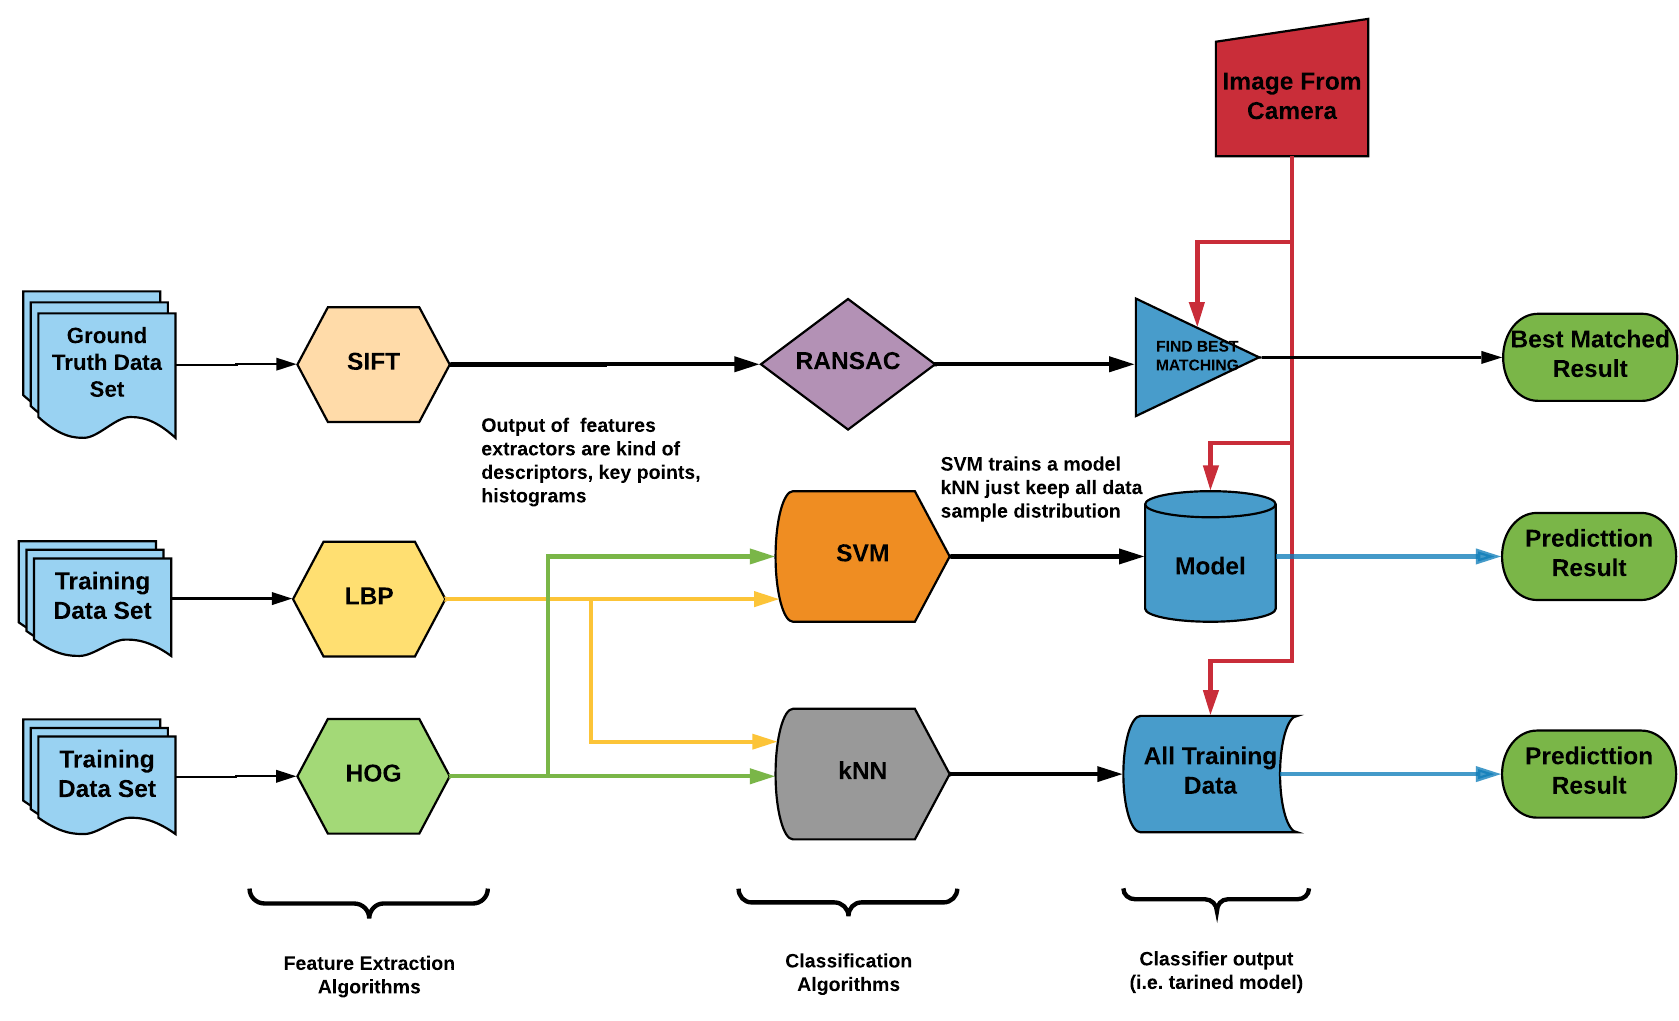 Image From
Camera
Ground
Truth Data
Set
SIFT
RANSAC
FIND BEST
MATCHING
Best Matched
Result
Output of  features
extractors are kind of
descriptors, key points,
histograms
SVM trains a model
kNN just keep all data
sample distribution
Training
Data Set
LBP
SVM
Model
Predicttion
Result
Training
Data Set
HOG
kNN
All Training
Data
Predicttion
Result
Feature Extraction
Algorithms
Classification
Algorithms
Classifier output
(i.e. tarined model)